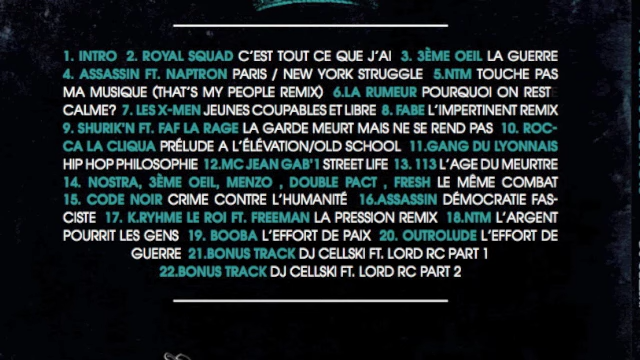 1. INTRO 2. ROYAL SQUAD C'EST TOUT CE QUE J'AI 3. 3ÈME OEIL LA GUERRE
4. ASSASSIN FT. NAPTRON PARIS / NEW YORK STRUGGLE 5.NTM TOUCHE PAS
MA MUSIQUE (THAT'S MY PEOPLE REMIX) 6.LA RUMEUR POURQUOI ON RESTE
CALME? 7. LES X-MEN JEUNES COUPABLES ET LIBRE 8. FABE L'IMPERTINENT REMIX
9. SHURIK'N FT. FAF LA RAGE LA GARDE MEURT MAIS NE SE REND PAS 10. ROC-
CA LA CLIQUA PRÉLUDE A L'ÉLÉVATION/OLD SCHOOL 11.GANG DU LYONNAIS
HIP HOP PHILOSOPHIE 12.MC JEAN GAB'1 STREET LIFE 13. 113 L'AGE DU MEURTRE
14. NOSTRA, 3ÈME OEIL, MENZO , DOUBLE PACT , FRESH LE MÊME COMBAT
15. CODE NOIR CRIME CONTRE L'HUMANITÉ 16.ASSASSIN DÉMOCRATIE FAS-
CISTE 17. K.RYHME LE ROI FT. FREEMAN LA PRESSION REMIX 18.NTM L'ARGENT
POURRIT LES GENS 19. BOOBA L'EFFORT DE PAIX 20. OUTROLUDE L'EFFORT DE
GUERRE 21.BONUS TRACK DJ CELLSKI FT. LORD RC PART 1
22.BONUS TRACK DJ CELLSKI FT. LORD RC PART 2